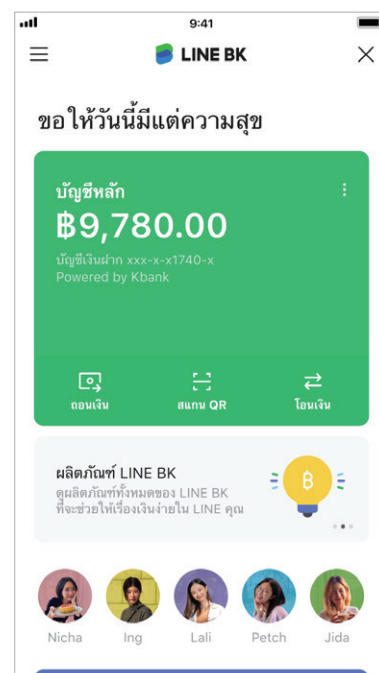 9:41
LINE BK
ขอให้วันนี้มีแต่ความสุข
บัญชีหลัก
฿9,780.00
บัญชีเงินฝาก xxx-x-x1740-x
Powered by Kbank
ถอนเงิน
สแกน QR
โอนเงิน
ผลิตภัณฑ์ LINE BK
ดูผลิตภัณฑ์ทั้งหมดของ LINE BK
ที่จะช่วยให้เรื่องเงินง่ายใน LINE คุณ
฿
Nicha
Ing
Lali
Petch
Jida